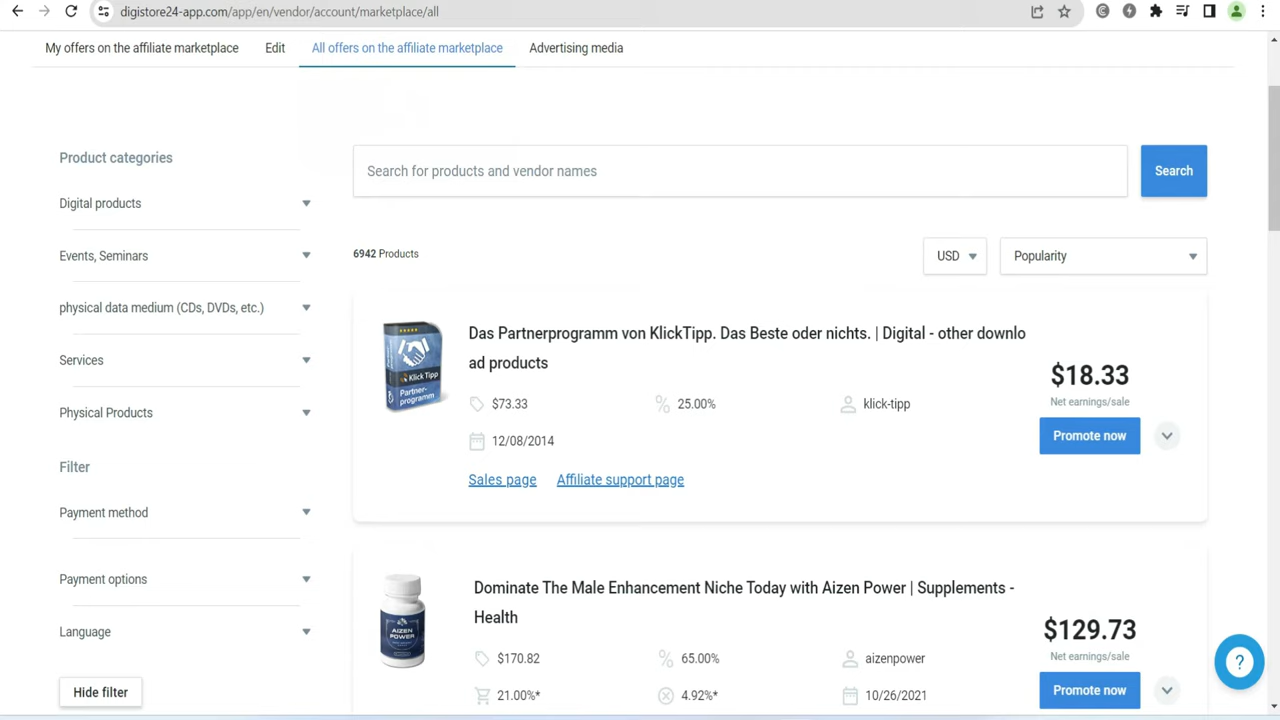 digistore24-app.com/app/en/vendor/account/marketplace/all
My offers on the affiliate marketplace Edit All offers on the affiliate marketplace Advertising media
Product categories
Digital products
Events, Seminars
physical data medium (CDs, DVDs, etc.)
Services
Physical Products
Filter
Payment method
Payment options
Language
Hide filter
Search for products and vendor names Search
6942 Products USD Popularity
Klick Tipp
Partner-
programm
Das Partnerprogramm von KlickTipp. Das Beste oder nichts. | Digital - other downlo
ad products
$73.33 25.00% klick-tipp
12/08/2014
Sales page Affiliate support page
$18.33
Net earnings/sale
Promote now
AIZEN
POWER
Dominate The Male Enhancement Niche Today with Aizen Power | Supplements -
Health
$170.82 65.00% aizenpower
21.00%* 4.92%* 10/26/2021
$129.73
Net earnings/sale
Promote now
?